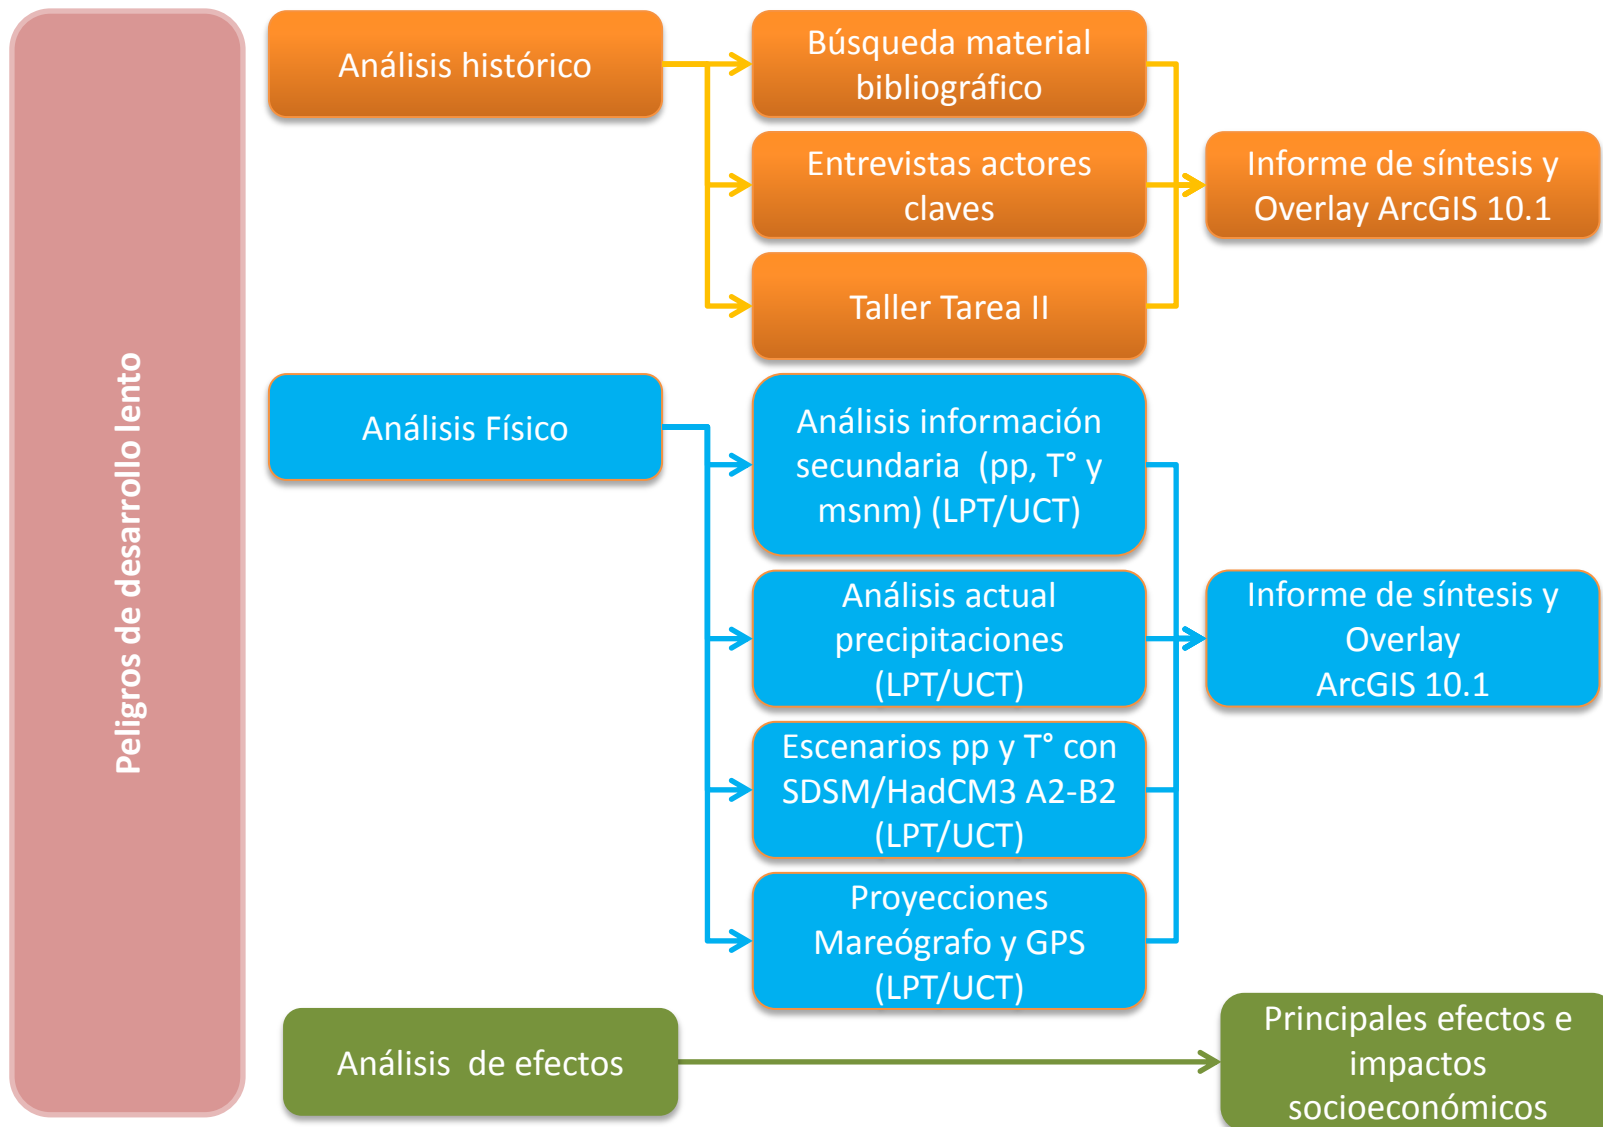 Peligros de desarrollo lento
Análisis histórico
Búsqueda material
bibliográfico
Entrevistas actores
claves
Taller Tarea II
Informe de síntesis y
Overlay ArcGIS 10.1
Análisis Físico
Análisis información
secundaria (pp, T° y
msnm) (LPT/UCT)
Análisis actual
precipitaciones
(LPT/UCT)
Escenarios pp y T° con
SDSM/HadCM3 A2-B2
(LPT/UCT)
Proyecciones
Mareógrafo y GPS
(LPT/UCT)
Informe de síntesis y
Overlay
ArcGIS 10.1
Análisis de efectos
Principales efectos e
impactos
socioeconómicos